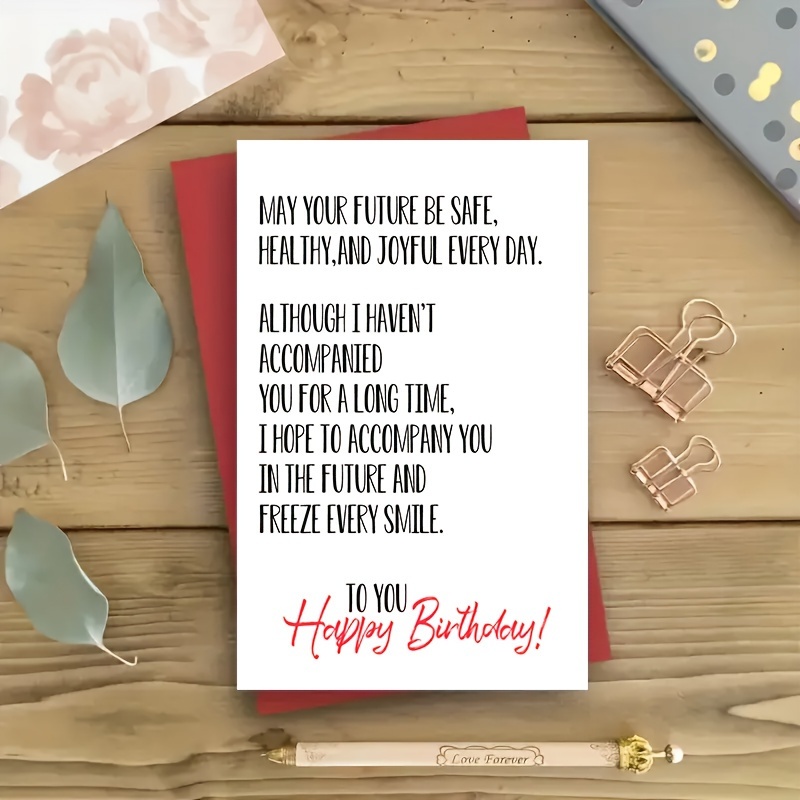 MAY YOUR FUTURE BE SAFE,
HEALTHY,AND JOYFUL EVERY DAY.
ALTHOUGH I HAVEN'T
ACCOMPANIED
YOU FOR A LONG TIME,
I HOPE TO ACCOMPANY YOU
IN THE FUTURE AND
FREEZE EVERY SMILE.
TO YOU
Happy Birthday!
Love Forever